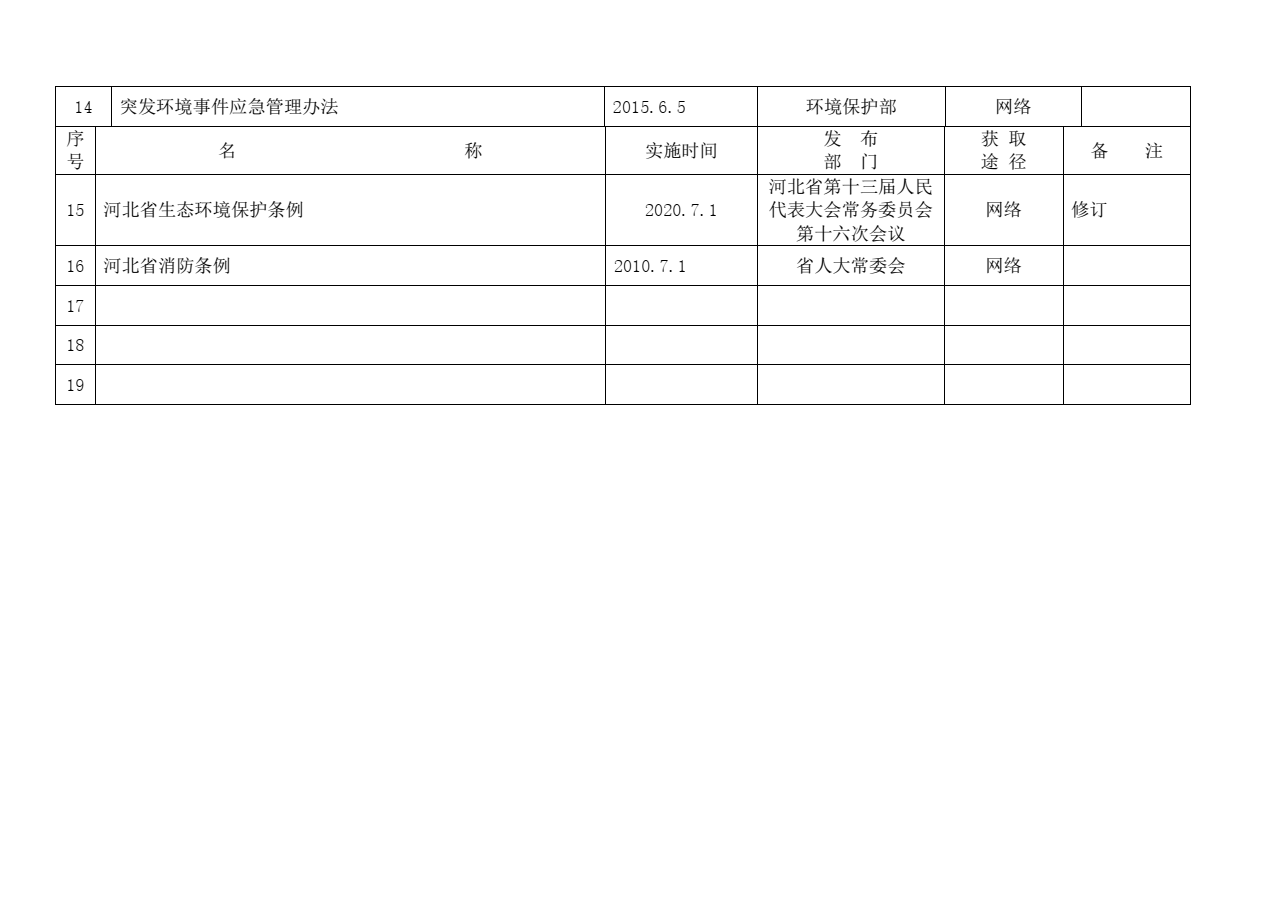 14 突发环境事件应急管理办法 2015.6.5 环境保护部 网络
序号 名 称 实施时间 发 布 部 门 获 取 途 径 备 注
15 河北省生态环境保护条例 2020.7.1 河北省第十三届人民代表大会常务委员会第十六次会议 网络 修订
16 河北省消防条例 2010.7.1 省人大常委会 网络
17
18
19